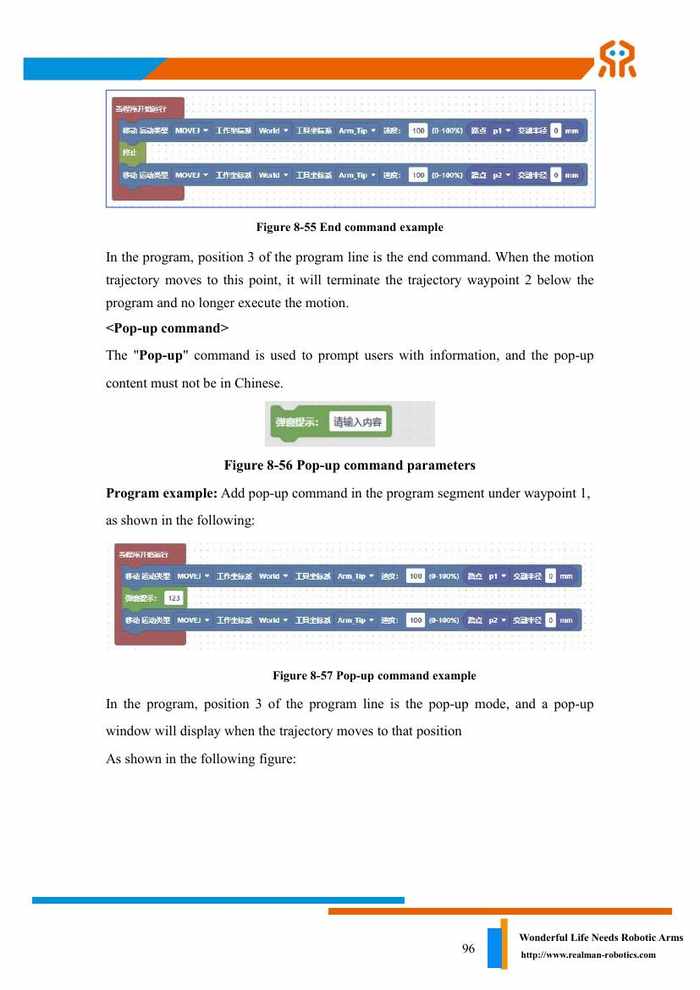 当程序开始运行
移动 运动类型 MOVEJ 工作坐标系 World 工具坐标系 Arm_Tip 速度： 100 (0-100%) 路点 p1 交融半径 0 mm
终止
移动 运动类型 MOVEJ 工作坐标系 World 工具坐标系 Arm_Tip 速度： 100 (0-100%) 路点 p2 交融半径 0 mm
Figure 8-55 End command example
In the program, position 3 of the program line is the end command. When the motion
trajectory moves to this point, it will terminate the trajectory waypoint 2 below the
program and no longer execute the motion.
<Pop-up command>
The "Pop-up" command is used to prompt users with information, and the pop-up
content must not be in Chinese.
弹窗提示： 请输入内容
Figure 8-56 Pop-up command parameters
Program example: Add pop-up command in the program segment under waypoint 1,
as shown in the following:
当程序开始运行
移动 运动类型 MOVEJ 工作坐标系 World 工具坐标系 Arm_Tip 速度： 100 (0-100%) 路点 p1 交融半径 0 mm
弹窗提示： 123
移动 运动类型 MOVEJ 工作坐标系 World 工具坐标系 Arm_Tip 速度： 100 (0-100%) 路点 p2 交融半径 0 mm
Figure 8-57 Pop-up command example
In the program, position 3 of the program line is the pop-up mode, and a pop-up
window will display when the trajectory moves to that position
As shown in the following figure:
96
Wonderful Life Needs Robotic Arms
http://www.realman-robotics.com